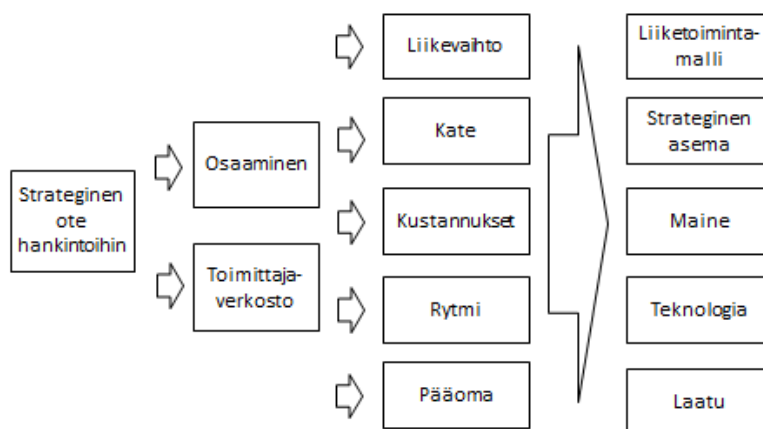 Strateginen
ote
hankintoihin
Osaaminen
Toimittaja-
verkosto
Liikevaihto
Kate
Kustannukset
Rytmi
Pääoma
Liiketoiminta-
malli
Strateginen
asema
Maine
Teknologia
Laatu